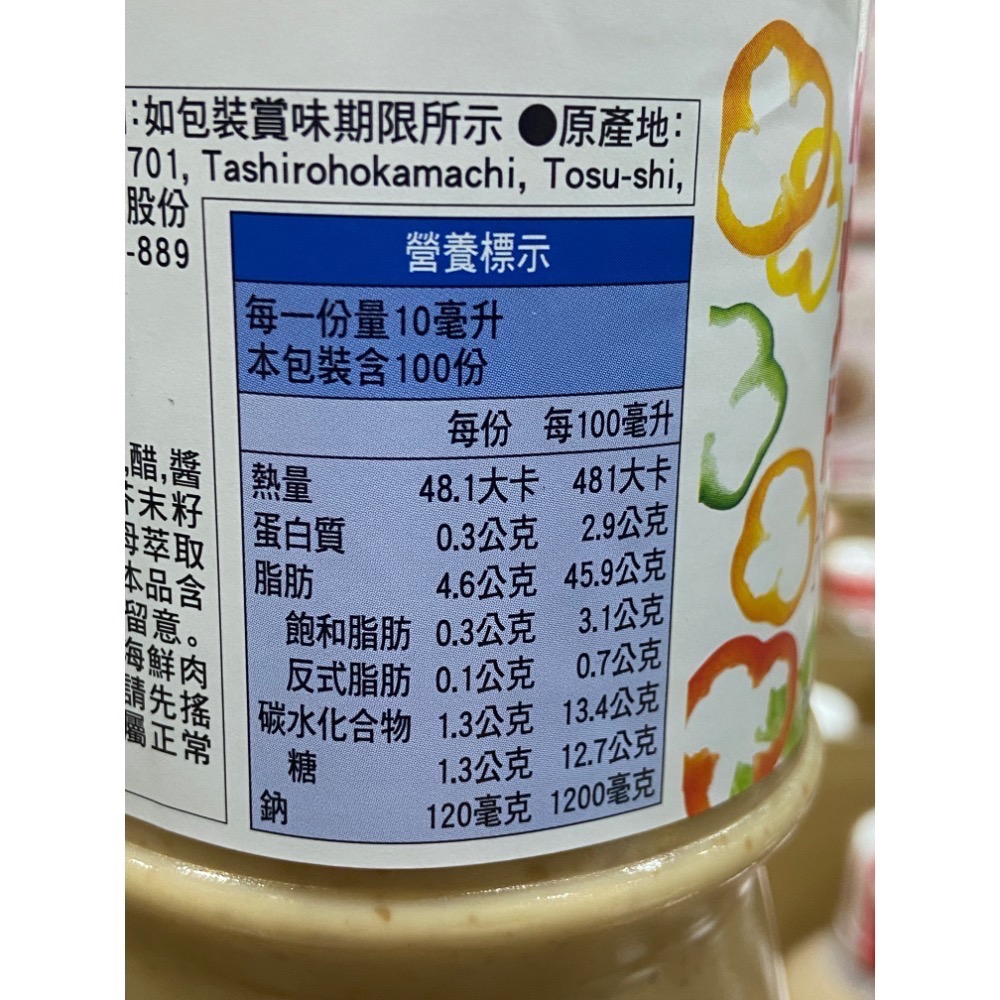 :如包裝賞味期限所示 ●原產地:
701, Tashirohokamachi, Tosu-shi,
股份
-889
營養標示
每一份量10毫升
本包裝含100份
每份 每100毫升
熱量 48.1大卡 481大卡
蛋白質 0.3公克 2.9公克
脂肪 4.6公克 45.9公克
飽和脂肪 0.3公克 3.1公克
反式脂肪 0.1公克 0.7公克
碳水化合物 1.3公克 13.4公克
糖 1.3公克 12.7公克
鈉 120毫克 1200毫克
,醋,醬
芥末籽
母萃取
本品含
留意。
海鮮肉
請先搖
屬正常